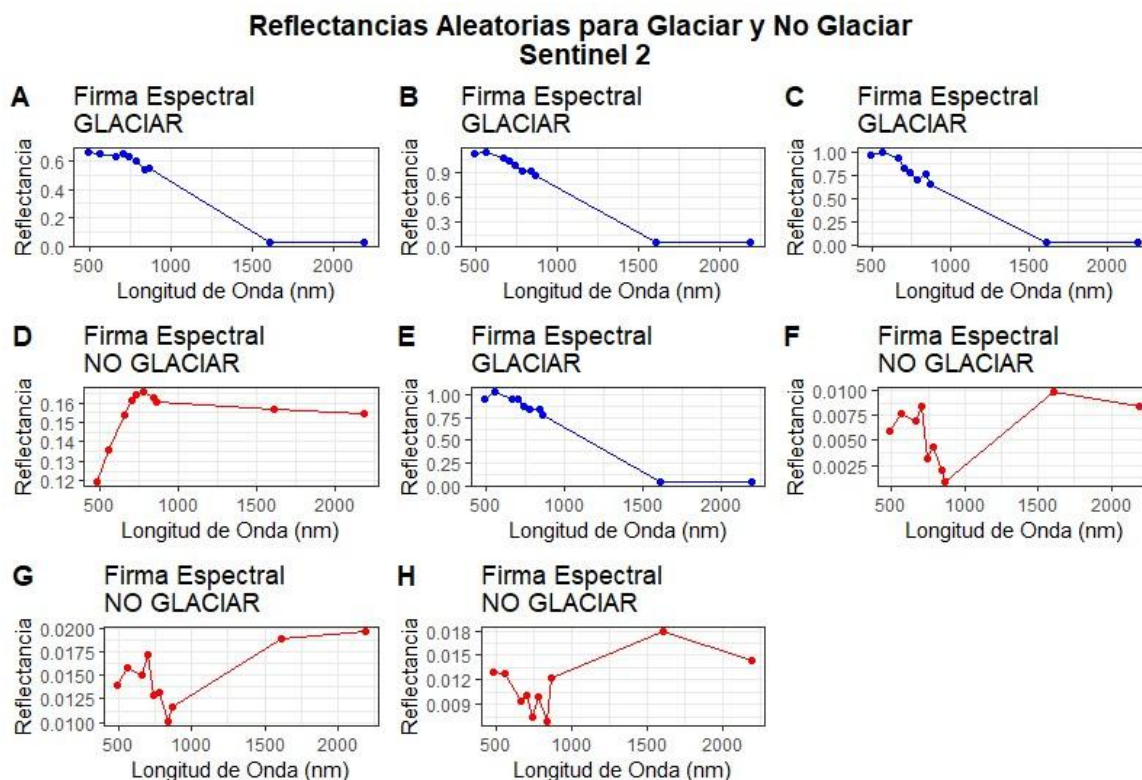 Reflectancias Aleatorias para Glaciar y No Glaciar
Sentinel 2
A
Firma Espectral
GLACIAR
Reflectancia
0.6
0.4
0.2
0.0
500 1000 1500 2000
Longitud de Onda (nm)
B
Firma Espectral
GLACIAR
Reflectancia
0.9
0.6
0.3
0.0
500 1000 1500 2000
Longitud de Onda (nm)
C
Firma Espectral
GLACIAR
Reflectancia
1.00
0.75
0.50
0.25
0.00
500 1000 1500 2000
Longitud de Onda (nm)
D
Firma Espectral
NO GLACIAR
Reflectancia
0.16
0.15
0.14
0.13
0.12
500 1000 1500 2000
Longitud de Onda (nm)
E
Firma Espectral
GLACIAR
Reflectancia
1.00
0.75
0.50
0.25
0.00
500 1000 1500 2000
Longitud de Onda (nm)
F
Firma Espectral
NO GLACIAR
Reflectancia
0.0100
0.0075
0.0050
0.0025
500 1000 1500 2000
Longitud de Onda (nm)
G
Firma Espectral
NO GLACIAR
Reflectancia
0.0200
0.0175
0.0150
0.0125
0.0100
500 1000 1500 2000
Longitud de Onda (nm)
H
Firma Espectral
NO GLACIAR
Reflectancia
0.018
0.015
0.012
0.009
500 1000 1500 2000
Longitud de Onda (nm)